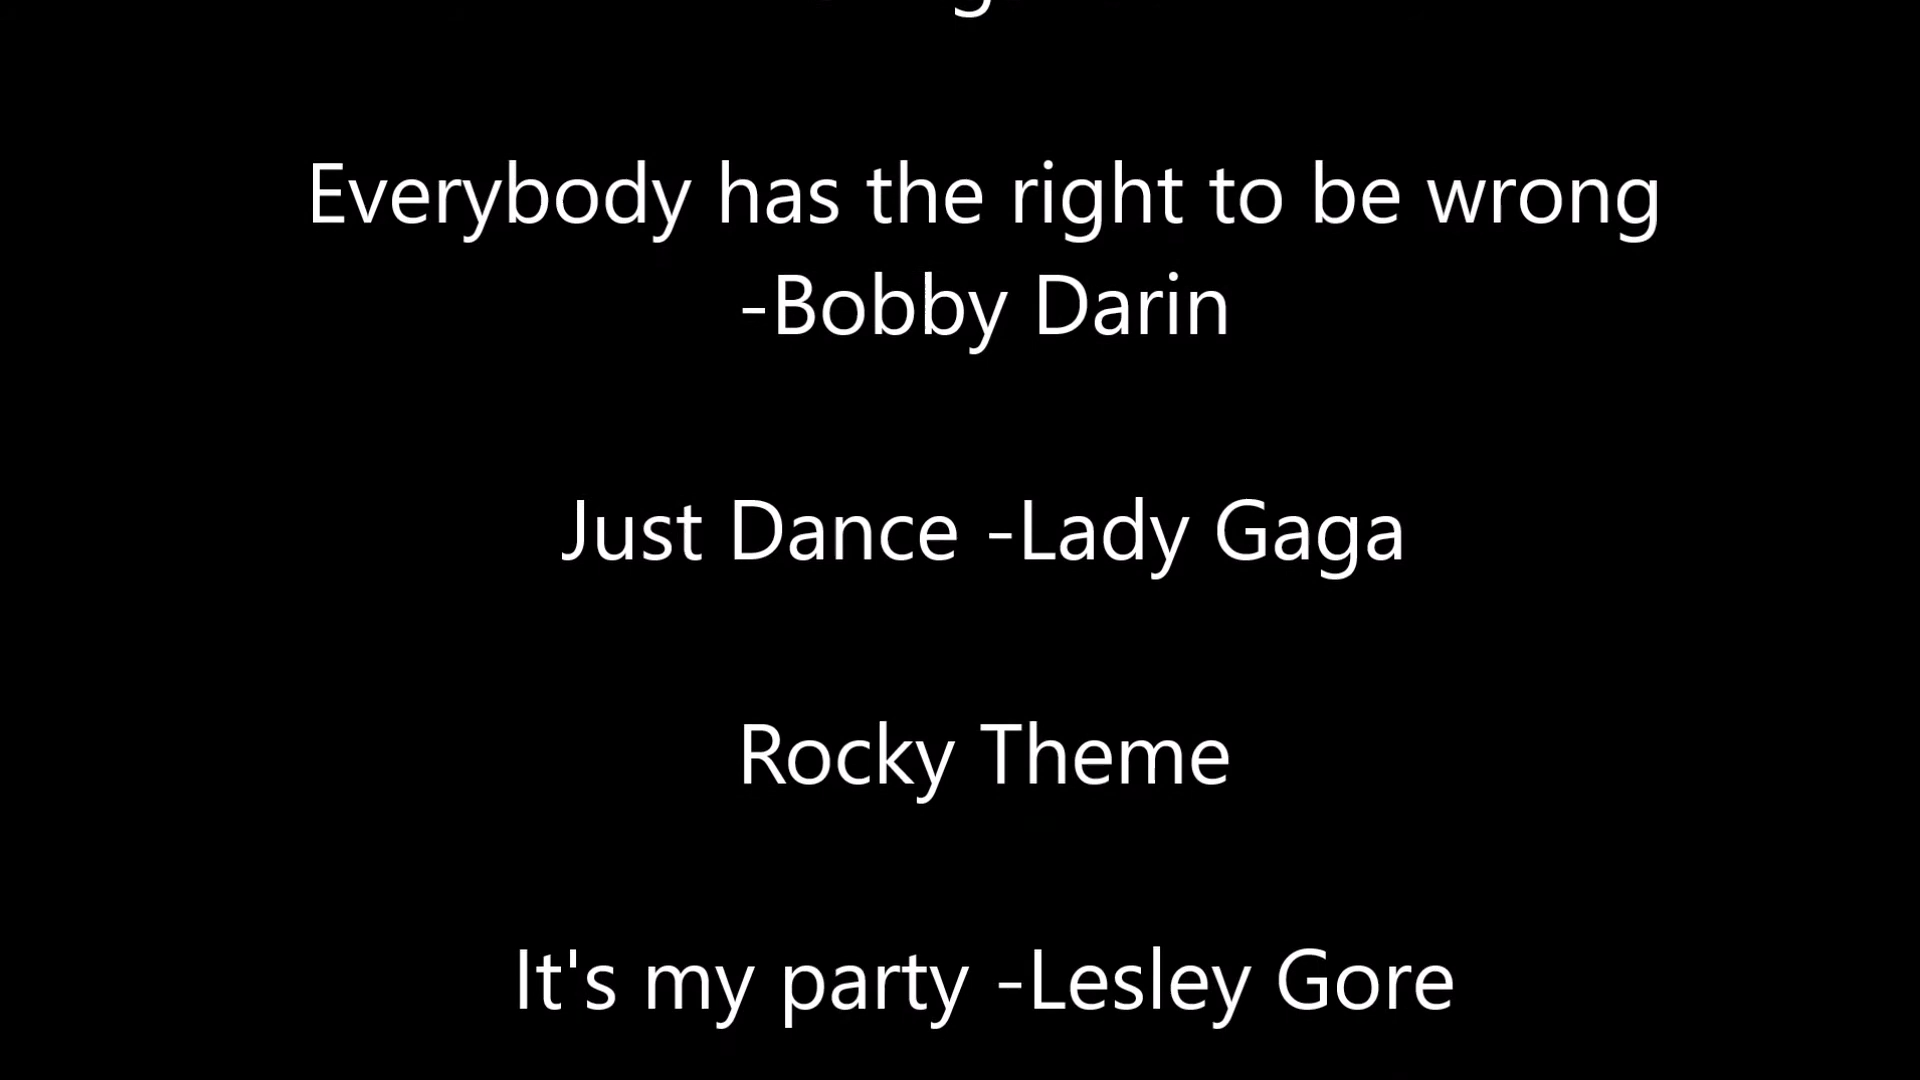 Everybody has the right to be wrong
-Bobby Darin
Just Dance -Lady Gaga
Rocky Theme
It's my party -Lesley Gore